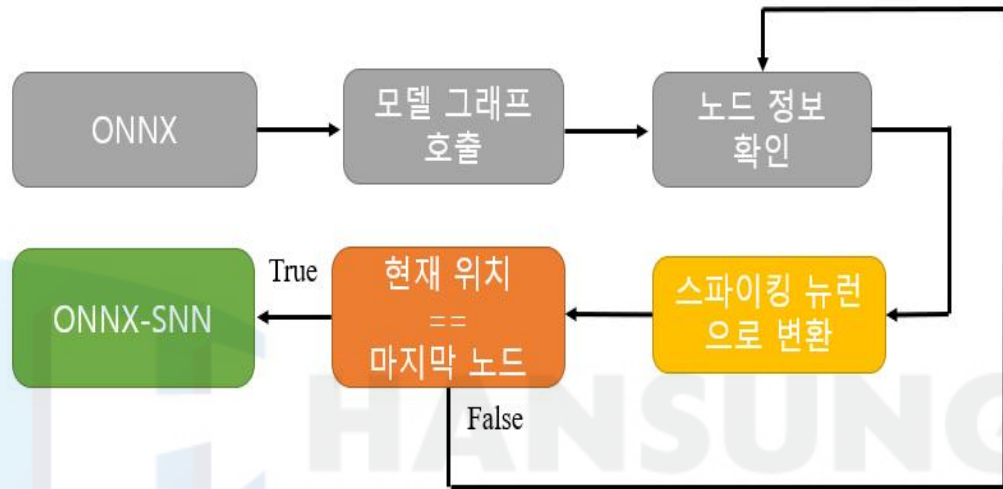 ONNX
모델 그래프
호출
노드 정보
확인
ONNX-SNN
True
현재 위치
==
마지막 노드
스파이킹 뉴런
으로 변환
False
HANSUNG